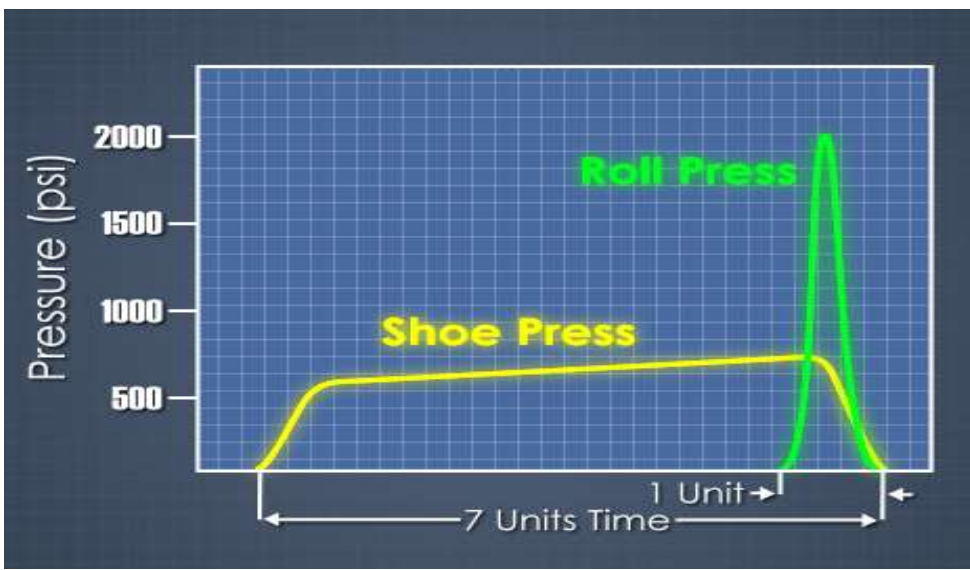 Pressure (psi)
2000
1500
1000
500
Roll Press
Shoe Press
1 Unit
7 Units Time